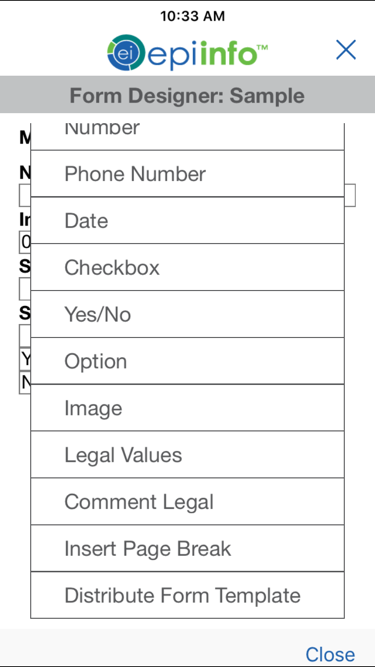 10:33 AM
ei epiinfo™
Form Designer: Sample
Number
Phone Number
Date
Checkbox
Yes/No
Option
Image
Legal Values
Comment Legal
Insert Page Break
Distribute Form Template
Close